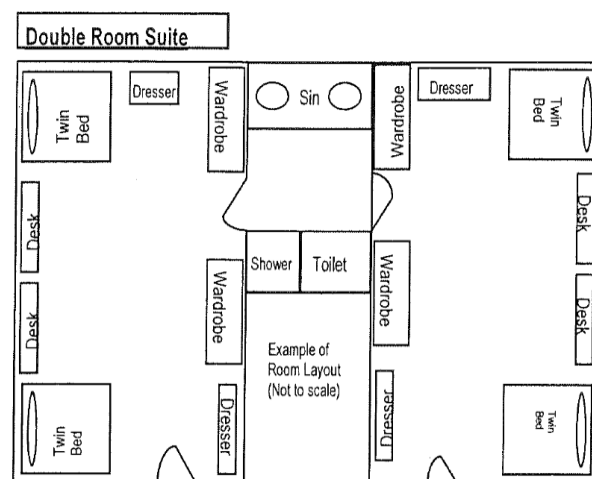 Double Room Suite
Twin
Bed
Dresser
Wardrobe
Sin
Wardrobe
Dresser
Twin
Bed
Desk
Desk
Shower
Toilet
Wardrobe
Wardrobe
Desk
Desk
Example of
Room Layout
(Not to scale)
Twin
Bed
Dresser
Dresser
Twin
Bed